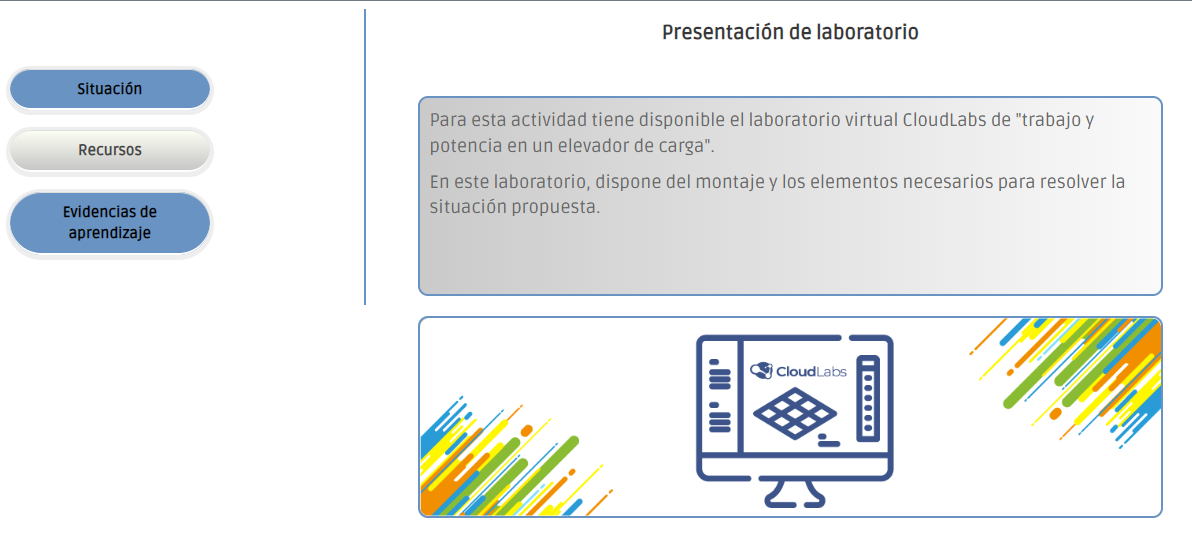 Presentación de laboratorio
Situación
Recursos
Evidencias de
aprendizaje
Para esta actividad tiene disponible el laboratorio virtual CloudLabs de "trabajo y
potencia en un elevador de carga".
En este laboratorio, dispone del montaje y los elementos necesarios para resolver la
situación propuesta.
CloudLabs